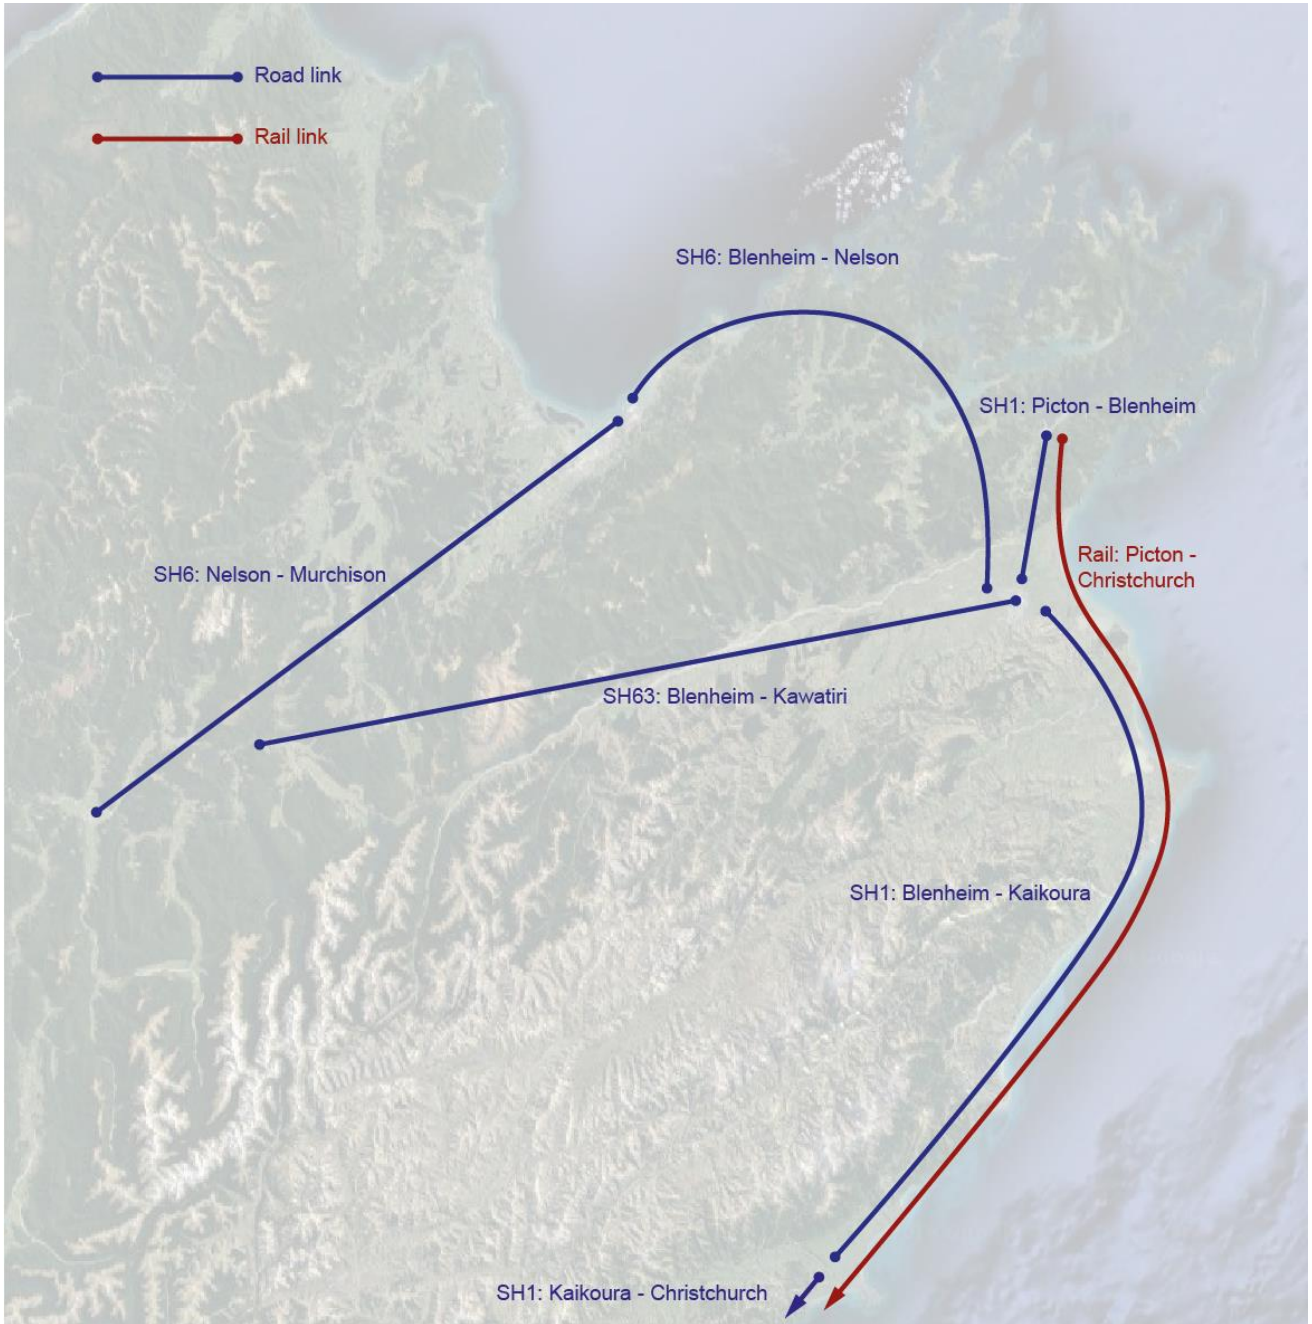 Road link
Rail link
SH6: Blenheim - Nelson
SH1: Picton - Blenheim
Rail: Picton -
Christchurch
SH6: Nelson - Murchison
SH63: Blenheim - Kawatiri
SH1: Blenheim - Kaikoura
SH1: Kaikoura - Christchurch